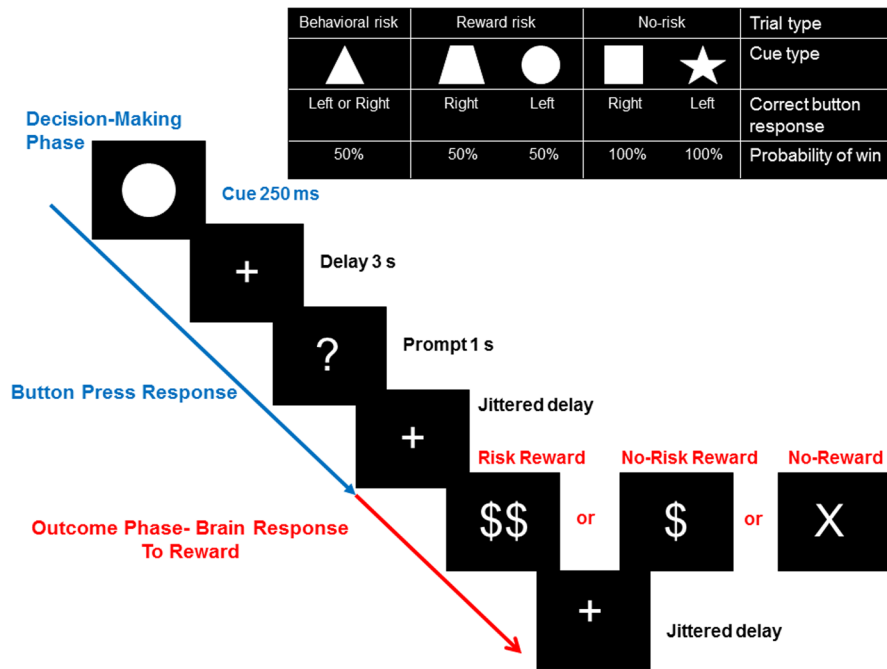 Behavioral risk Reward risk No-risk Trial type
Cue type
Left or Right Right Left Right Left Correct button
response
50% 50% 50% 100% 100% Probability of win
Decision-Making
Phase
Cue 250 ms
+
Delay 3 s
?
Prompt 1 s
Button Press Response
+
Jittered delay
Risk Reward No-Risk Reward No-Reward
$$ or $ or X
Outcome Phase- Brain Response
To Reward
+
Jittered delay